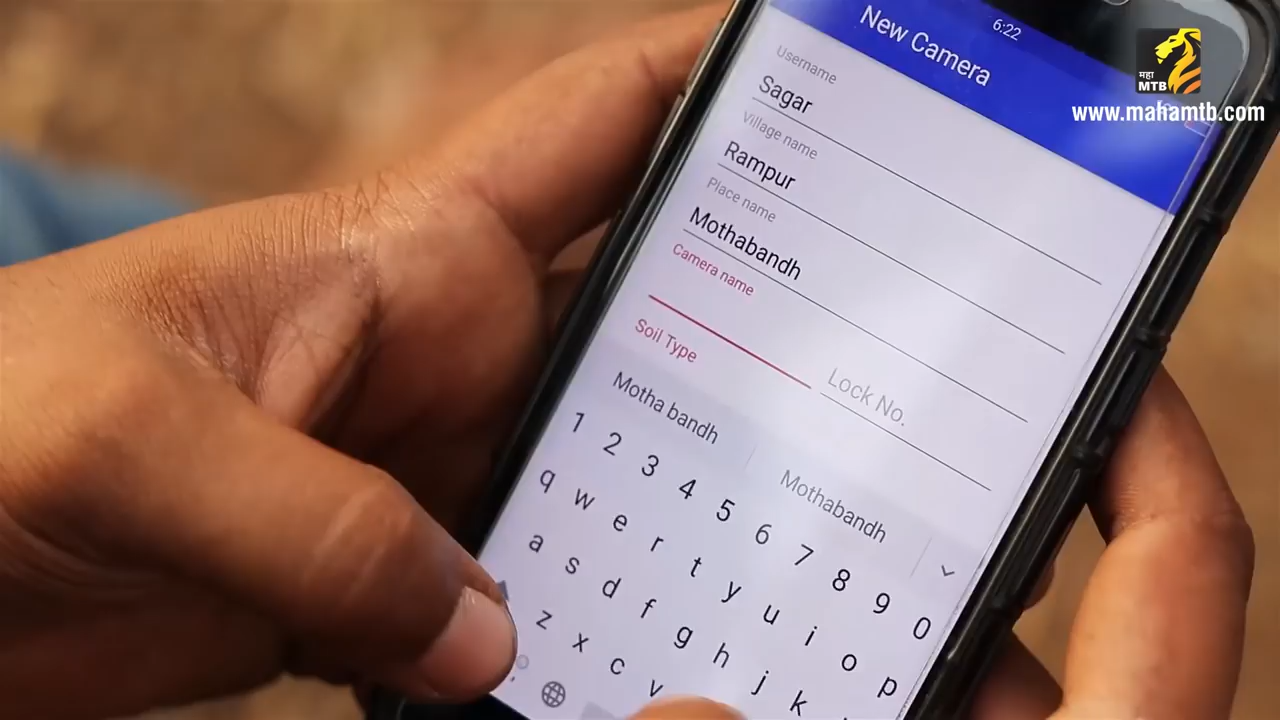 6:22
New Camera
महा
MTB
www.mahamtb.com
Username
Sagar
Village name
Rampur
Place name
Mothabandh
Camera name
Soil Type
Lock No.
Motha bandh
Mothabandh
1 2 3 4 5 6 7 8 9 0
q w e r t y u i o p
a s d f g h j k
z x c v